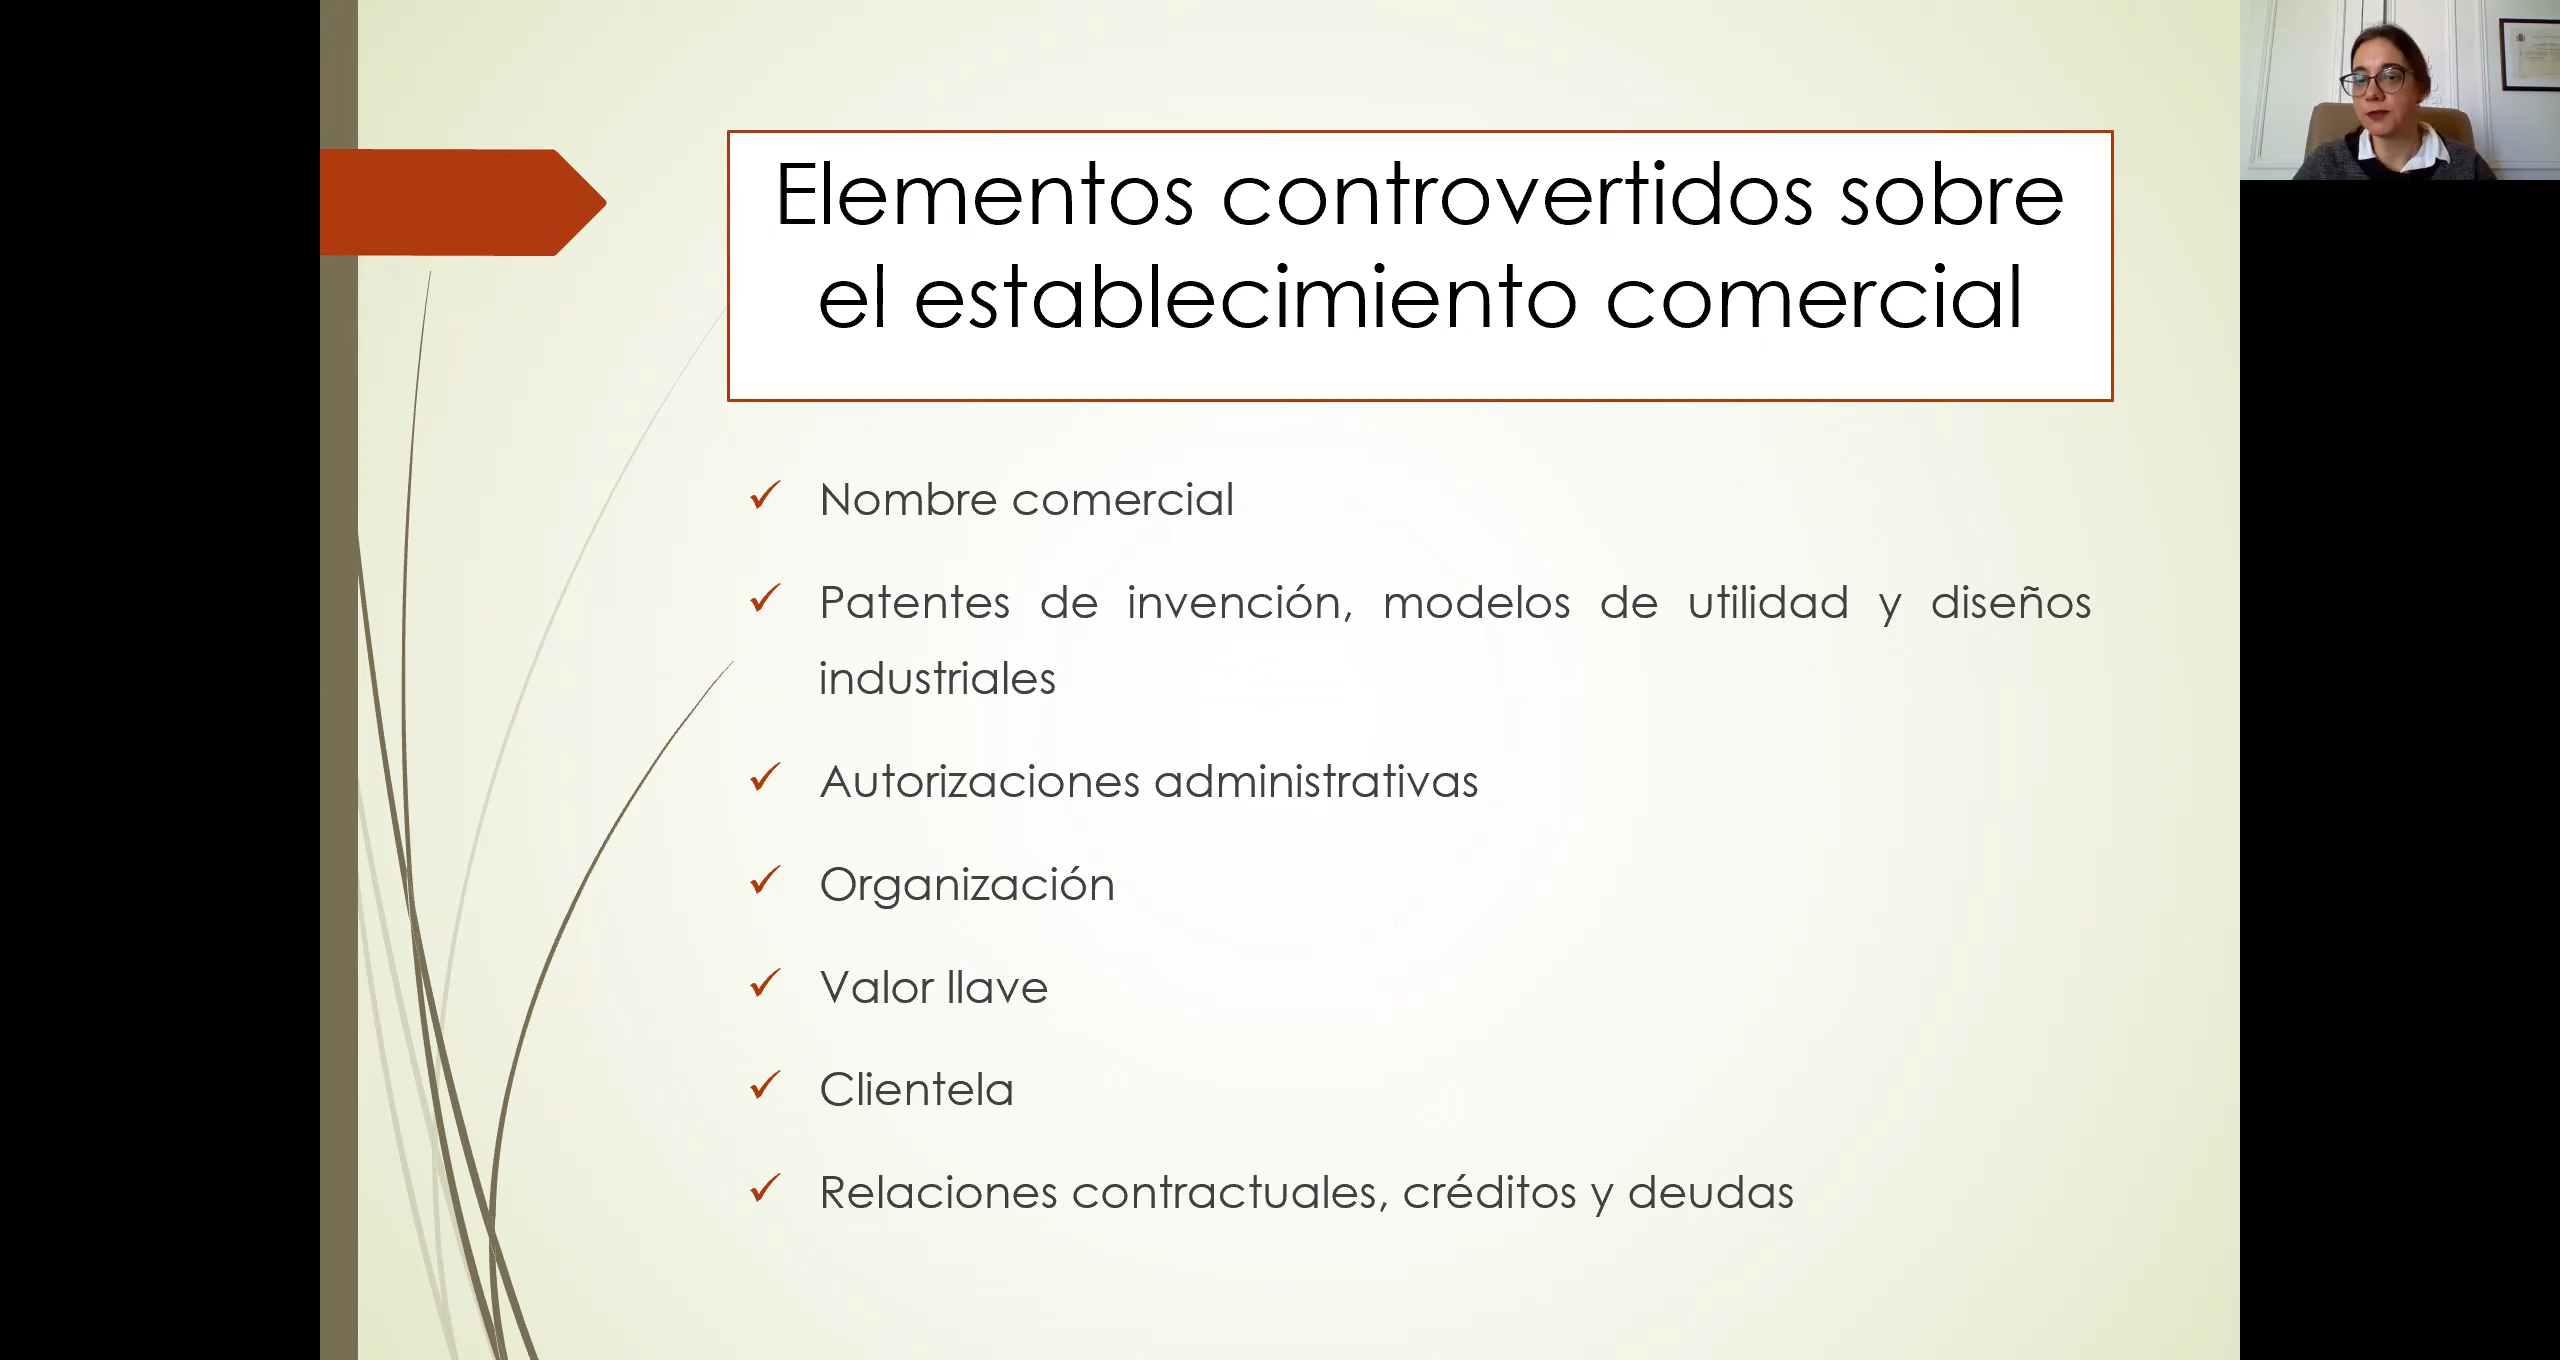 Elementos controvertidos sobre
el establecimiento comercial
Nombre comercial
Patentes de invención, modelos de utilidad y diseños
industriales
Autorizaciones administrativas
Organización
Valor llave
Clientela
Relaciones contractuales, créditos y deudas